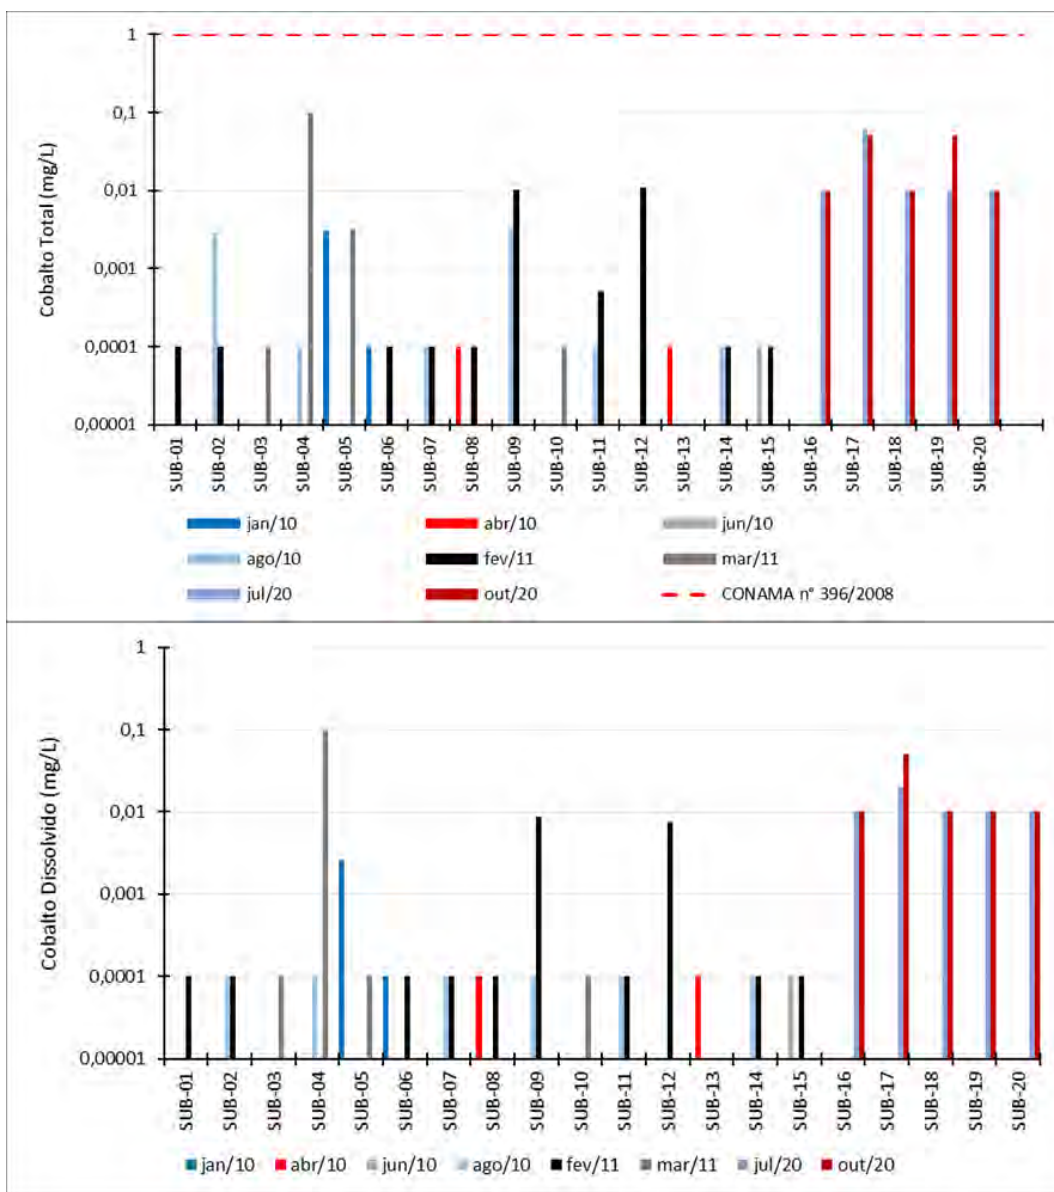 Cobalto Total (mg/L)
1
0,1
0,01
0,001
0,0001
0,00001
SUB-01
SUB-02
SUB-03
SUB-04
SUB-05
SUB-06
SUB-07
SUB-08
SUB-09
SUB-10
SUB-11
SUB-12
SUB-13
SUB-14
SUB-15
SUB-16
SUB-17
SUB-18
SUB-19
SUB-20
jan/10 abr/10 jun/10
ago/10 fev/11 mar/11
jul/20 out/20 CONAMA n° 396/2008
Cobalto Dissolvido (mg/L)
1
0,1
0,01
0,001
0,0001
0,00001
SUB-01
SUB-02
SUB-03
SUB-04
SUB-05
SUB-06
SUB-07
SUB-08
SUB-09
SUB-10
SUB-11
SUB-12
SUB-13
SUB-14
SUB-15
SUB-16
SUB-17
SUB-18
SUB-19
SUB-20
jan/10 abr/10 jun/10 ago/10 fev/11 mar/11 jul/20 out/20